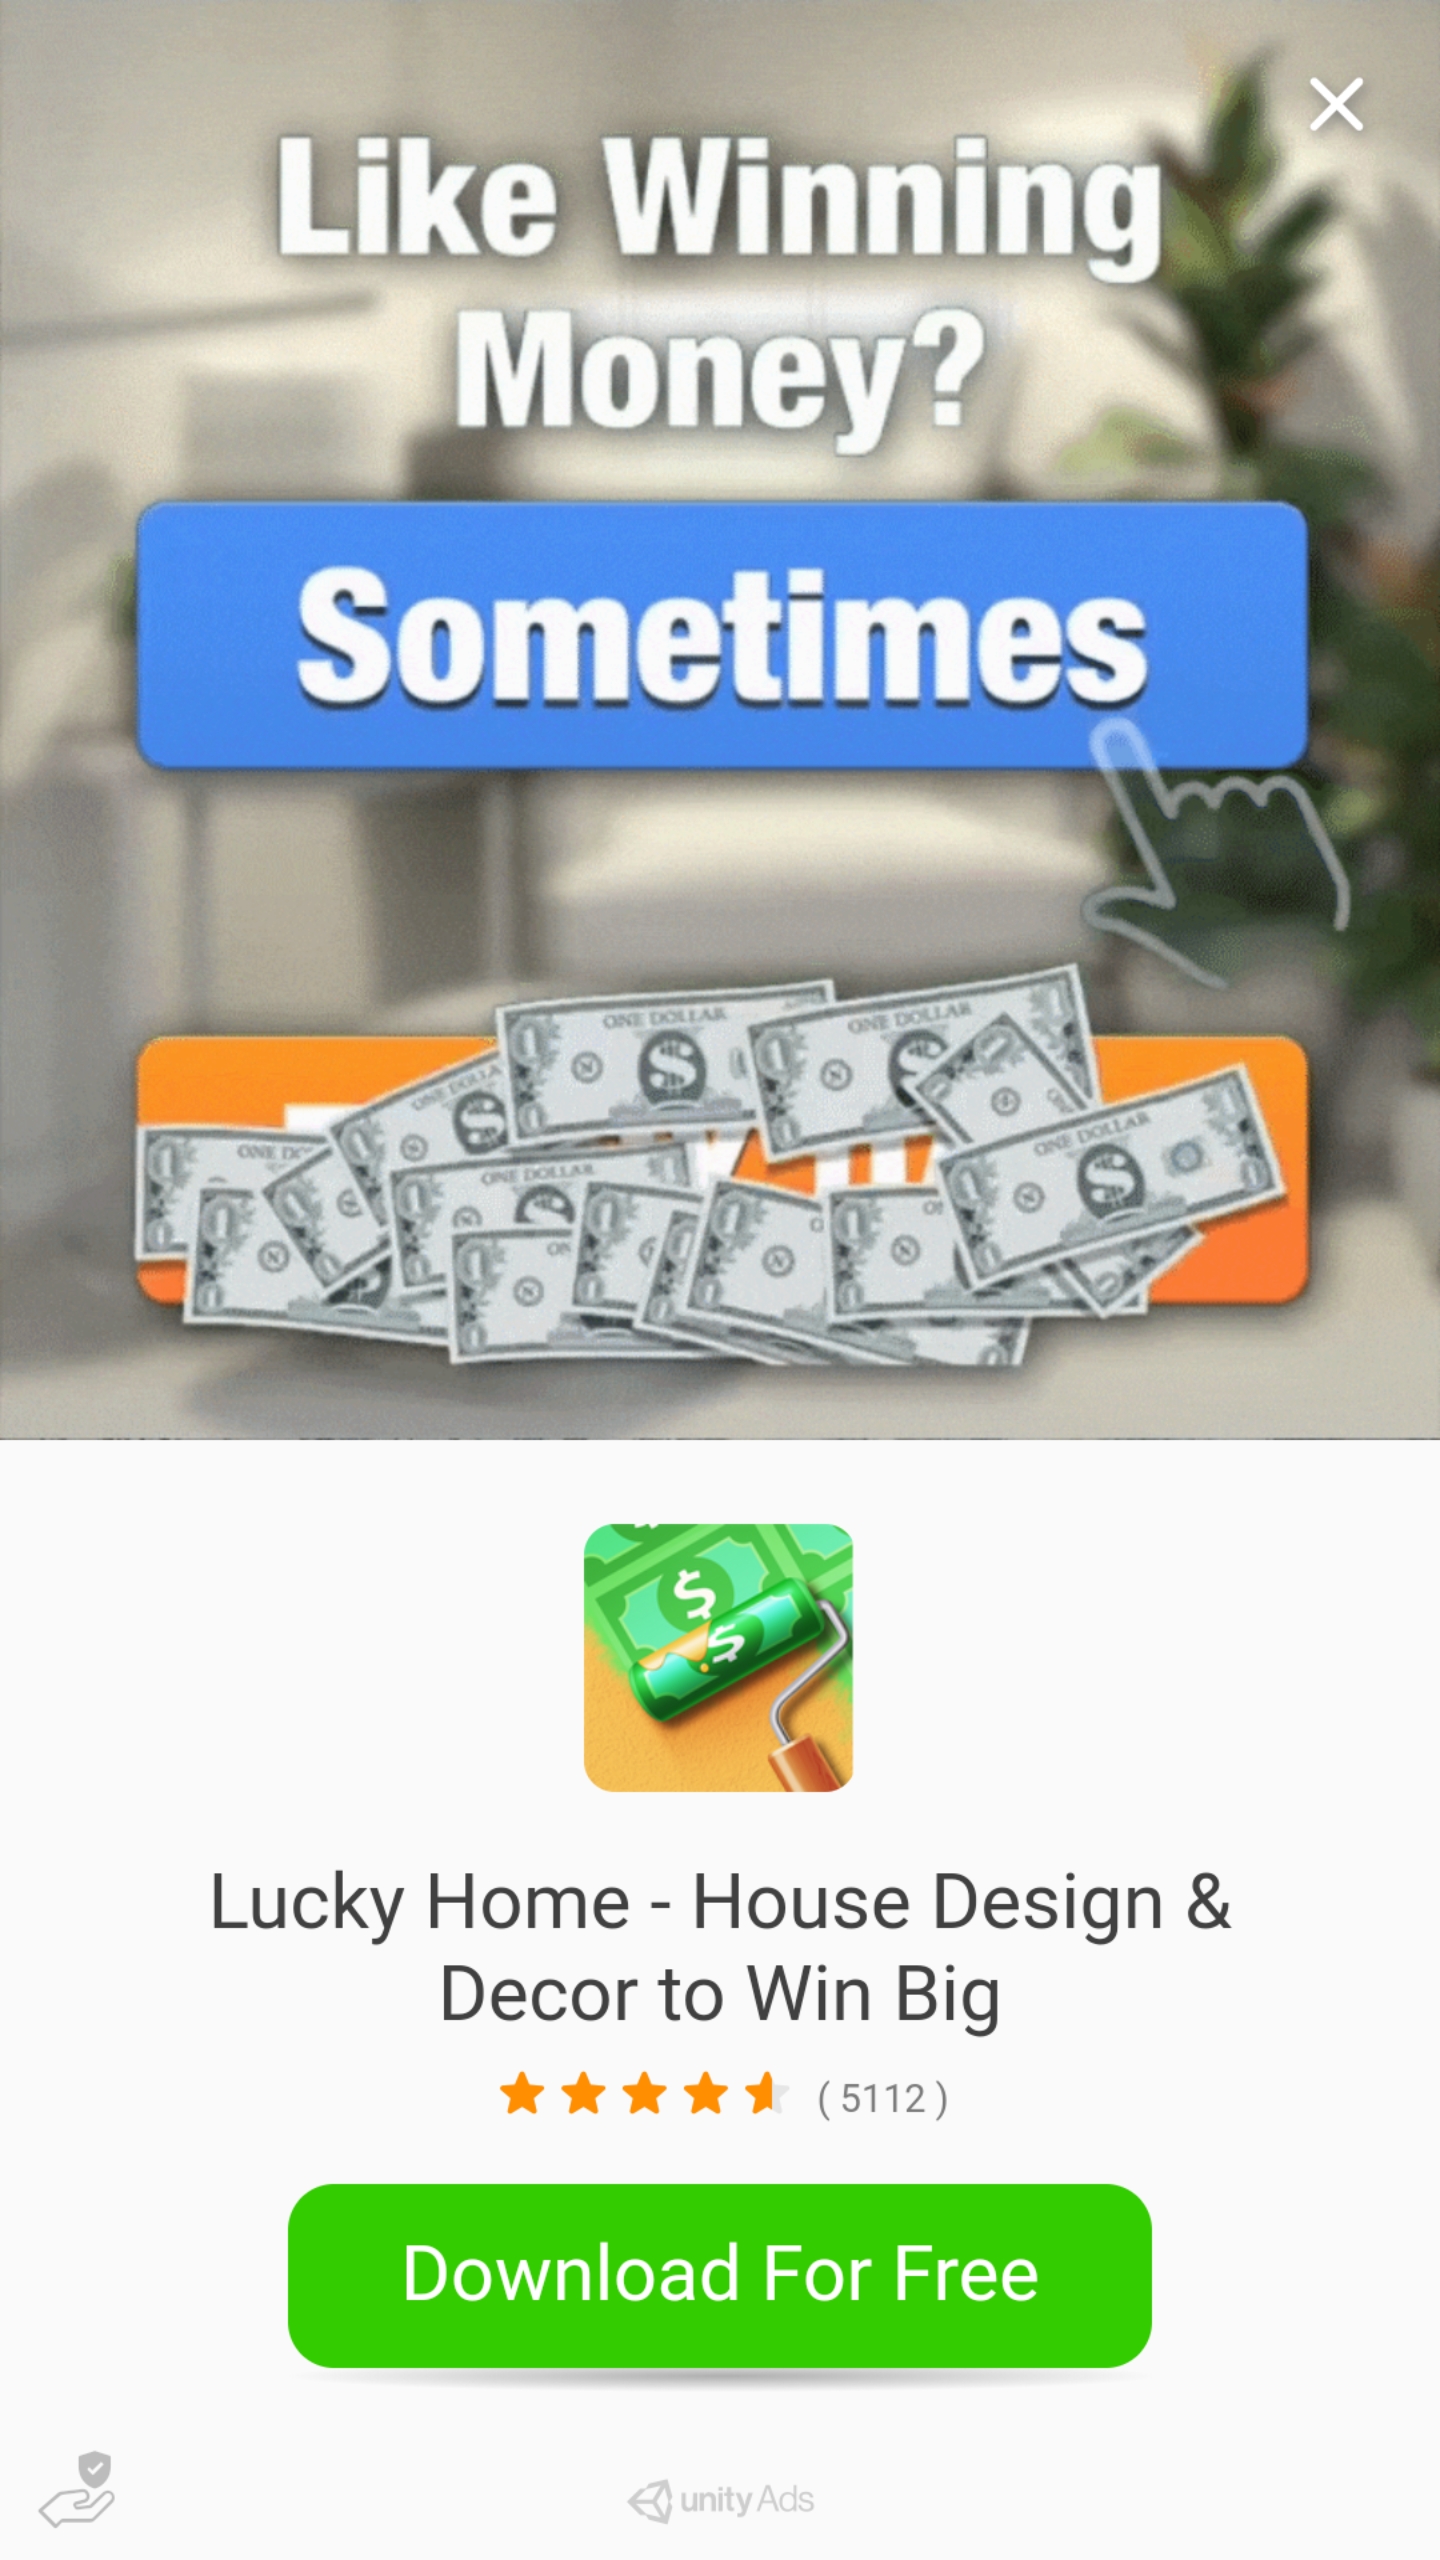 Like Winning
Money?
Sometimes
ONE DOLLAR
ONE DOLLAR
ONE DOLLAR
ONE DOLLAR
Lucky Home - House Design &
Decor to Win Big
( 5112 )
Download For Free
unity Ads